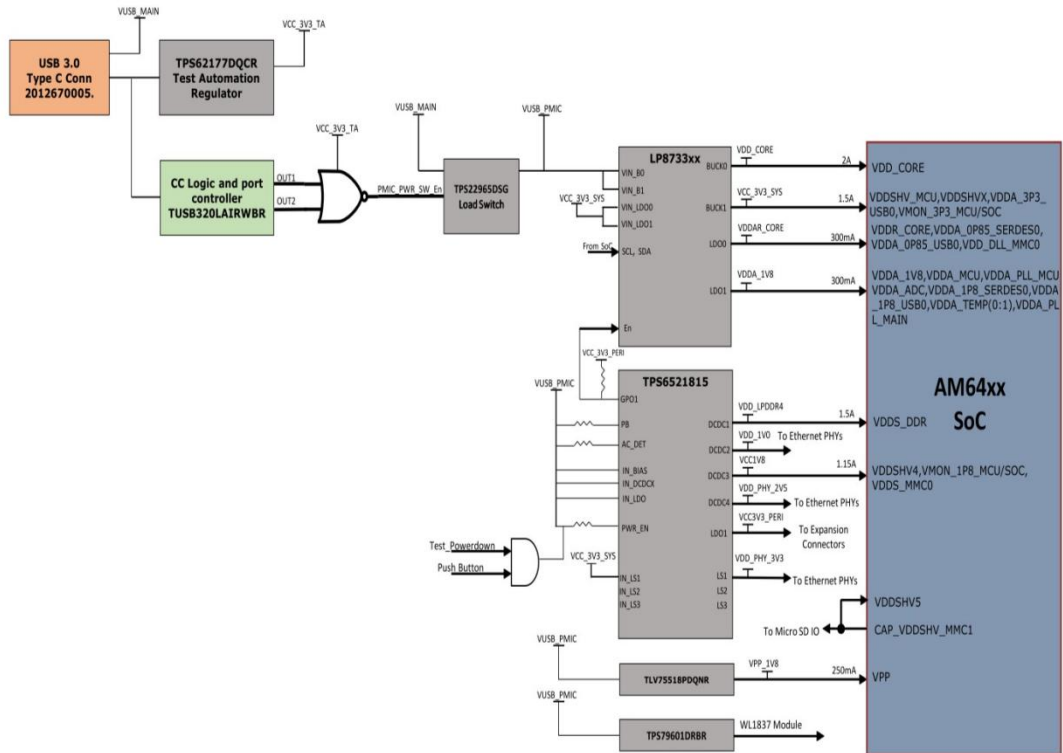 VUSB_MAIN
VCC_3V3_TA
USB 3.0
Type C Conn
2012670005.
TPS62177DQCR
Test Automation
Regulator
CC Logic and port
controller
TUSB320LAIRWBR
OUT1
OUT2
VCC_3V3_TA
PMIC_PWR_SW_En
VUSB_MAIN
TPS22965DSG
Load Switch
VUSB_PMIC
LP8733xx
VIN_B0
VIN_B1
VCC_3V3_SYS
VIN_LDO0
VIN_LDO1
From SoC
SCL, SDA
En
BUCK0
BUCK1
LDO0
LDO1
VDD_CORE
2A
VCC_3V3_SYS
1.5A
VDDAR_CORE
300mA
VDDA_1V8
300mA
VDD_CORE
VDDSHV_MCU,VDDSHVX,VDDA_3P3_
USB0,VMON_3P3_MCU/SOC
VDDR_CORE,VDDA_0P85_SERDES0,
VDDA_0P85_USB0,VDD_DLL_MMC0
VDDA_1V8,VDDA_MCU,VDDA_PLL_MCU
VDDA_ADC,VDDA_1P8_SERDES0,VDDA
_1P8_USB0,VDDA_TEMP(0:1),VDDA_PL
L_MAIN
AM64xx
SoC
VCC_3V3_PERI
VUSB_PMIC
TPS6521815
GPO1
PB
AC_DET
IN_BIAS
IN_DCDCX
IN_LDO
PWR_EN
Test_Powerdown
Push Button
VCC_3V3_SYS
IN_LS1
IN_LS2
IN_LS3
DCDC1
DCDC2
DCDC3
DCDC4
LDO1
LS1
LS2
LS3
VDD_LPDDR4
1.5A
VDD_1V0
To Ethernet PHYs
VCC1V8
1.15A
VDD_PHY_2V5
To Ethernet PHYs
VCC3V3_PERI
To Expansion
Connectors
VDD_PHY_3V3
To Ethernet PHYs
VDDS_DDR
VDDSHV4,VMON_1P8_MCU/SOC,
VDDS_MMC0
VDDSHV5
To Micro SD IO
CAP_VDDSHV_MMC1
VUSB_PMIC
TLV75518PDQNR
VPP_1V8
250mA
VPP
VUSB_PMIC
TPS79601DRBR
WL1837 Module